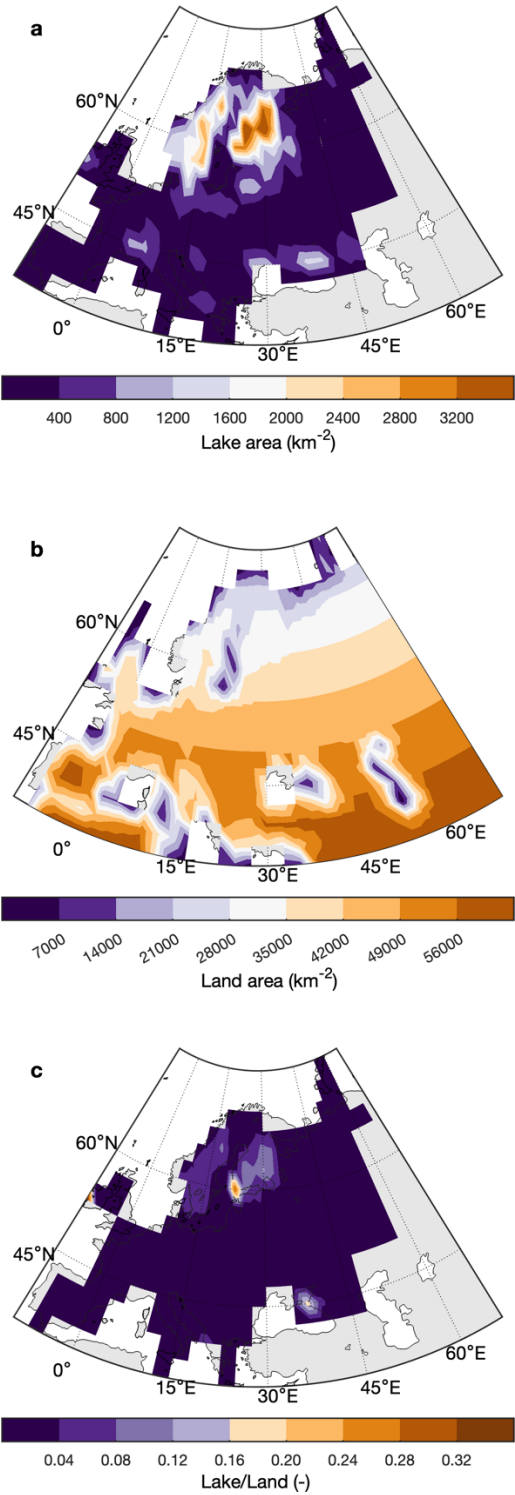 a
60°N
45°N
0°
15°E
30°E
45°E
60°E
400 800 1200 1600 2000 2400 2800 3200
Lake area (km⁻²)
b
60°N
45°N
0°
15°E
30°E
45°E
60°E
7000 14000 21000 28000 35000 42000 49000 56000
Land area (km⁻²)
c
60°N
45°N
0°
15°E
30°E
45°E
60°E
0.04 0.08 0.12 0.16 0.20 0.24 0.28 0.32
Lake/Land (-)